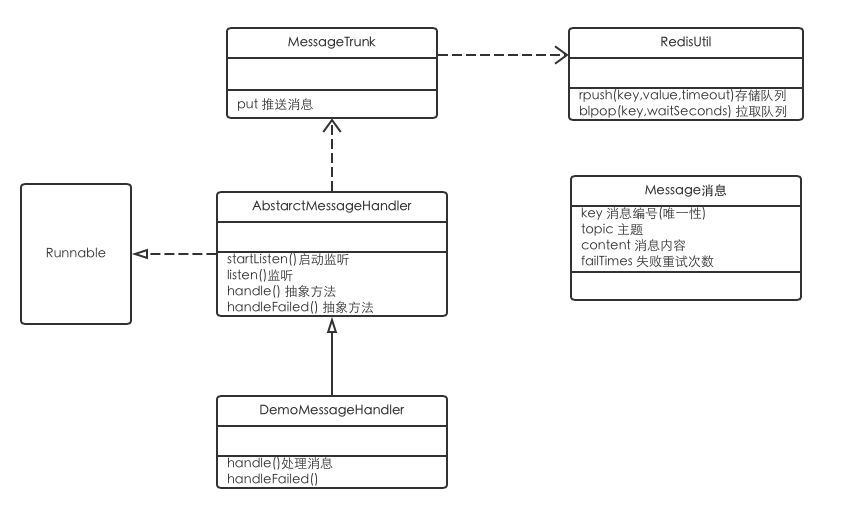 MessageTrunk
put 推送消息
RedisUtil
rpush(key,value,timeout)存储队列
blpop(key,waitSeconds) 拉取队列
Message消息
key 消息编号(唯一性)
topic 主题
content 消息内容
failTimes 失败重试次数
Runnable
AbstarctMessageHandler
startListen()启动监听
listen()监听
handle() 抽象方法
handleFailed() 抽象方法
DemoMessageHandler
handle()处理消息
handleFailed()